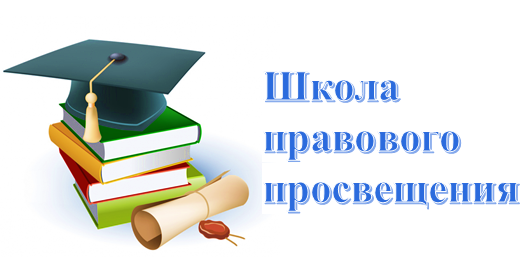 Школа
правового
просвещения